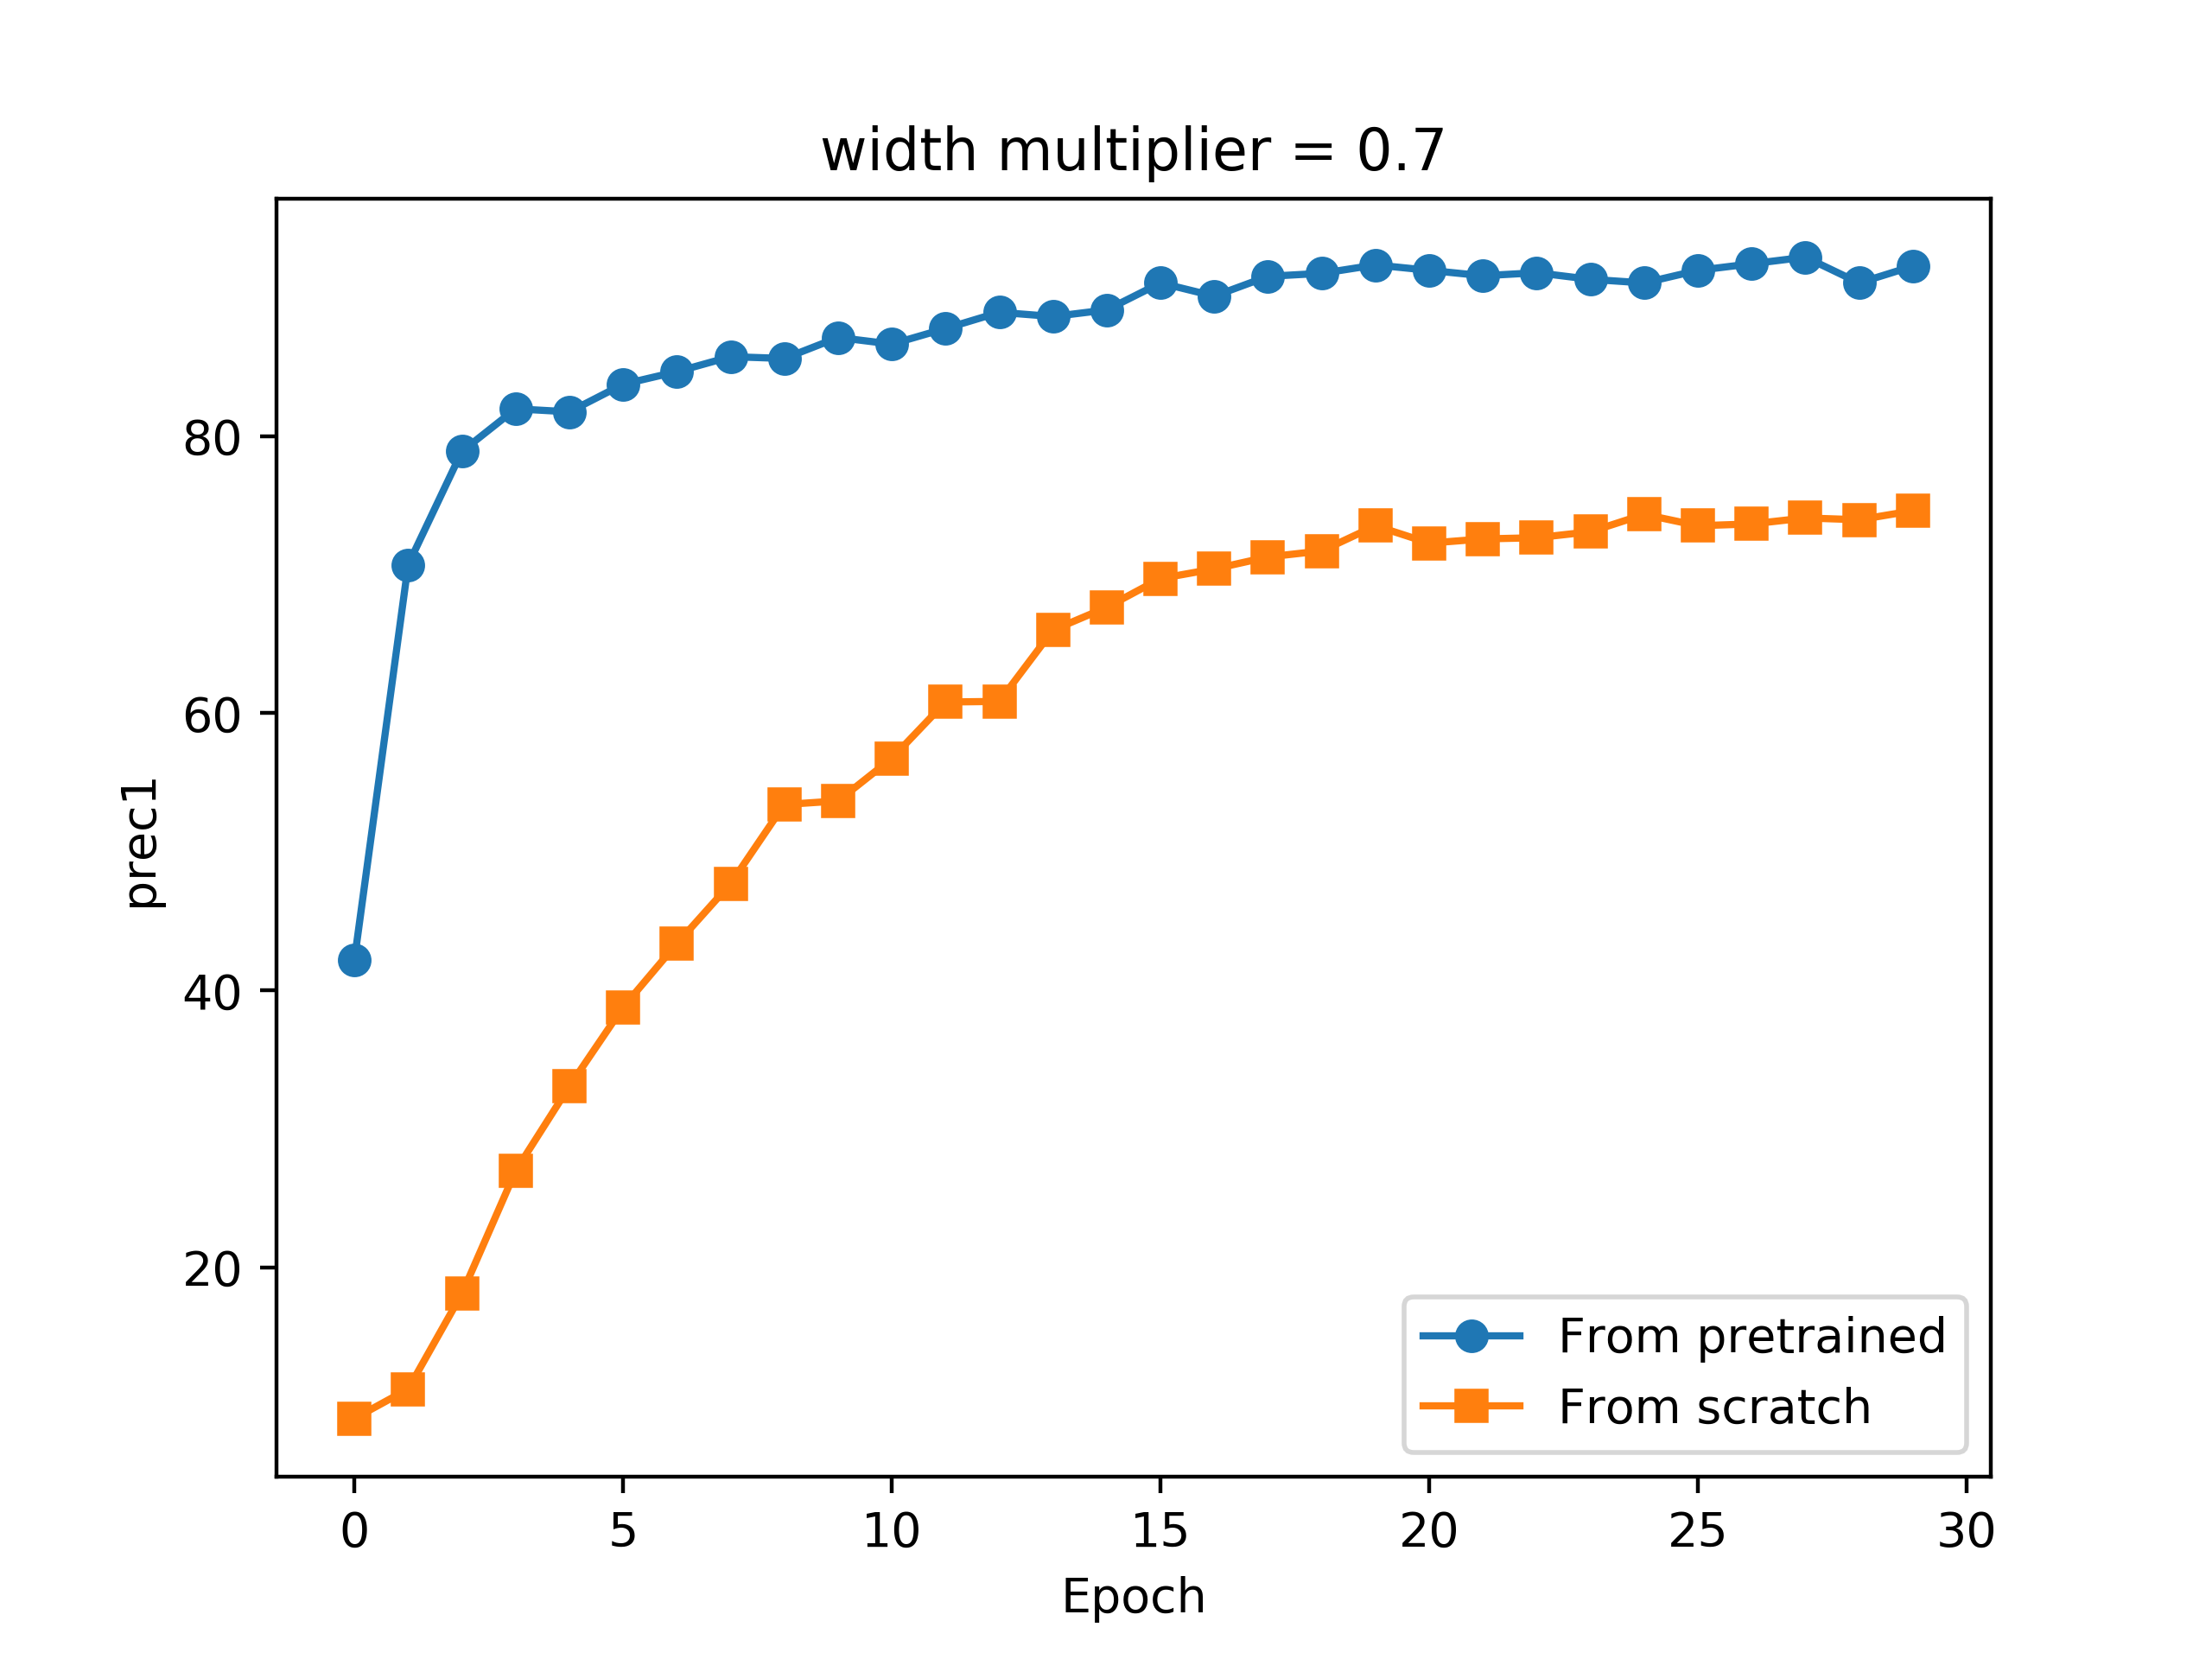 width multiplier = 0.7
prec1
80
60
40
20
0 5 10 15 20 25 30
Epoch
From pretrained
From scratch